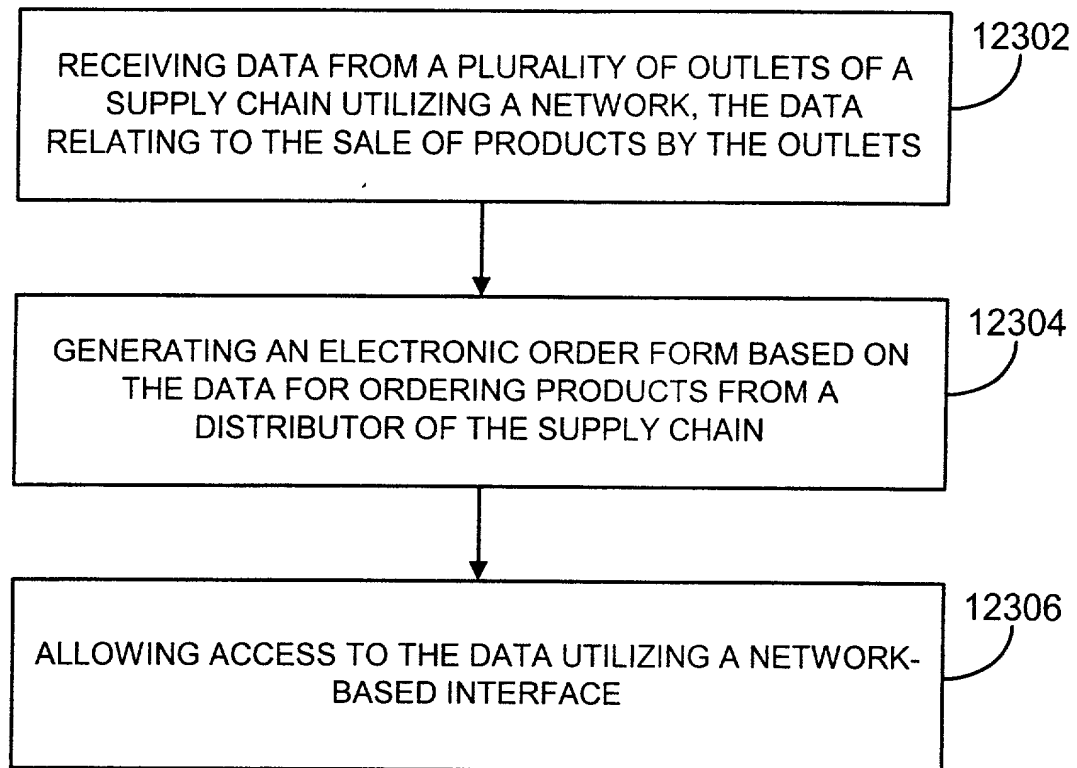 12302
RECEIVING DATA FROM A PLURALITY OF OUTLETS OF A
SUPPLY CHAIN UTILIZING A NETWORK, THE DATA
RELATING TO THE SALE OF PRODUCTS BY THE OUTLETS
12304
GENERATING AN ELECTRONIC ORDER FORM BASED ON
THE DATA FOR ORDERING PRODUCTS FROM A
DISTRIBUTOR OF THE SUPPLY CHAIN
12306
ALLOWING ACCESS TO THE DATA UTILIZING A NETWORK-
BASED INTERFACE